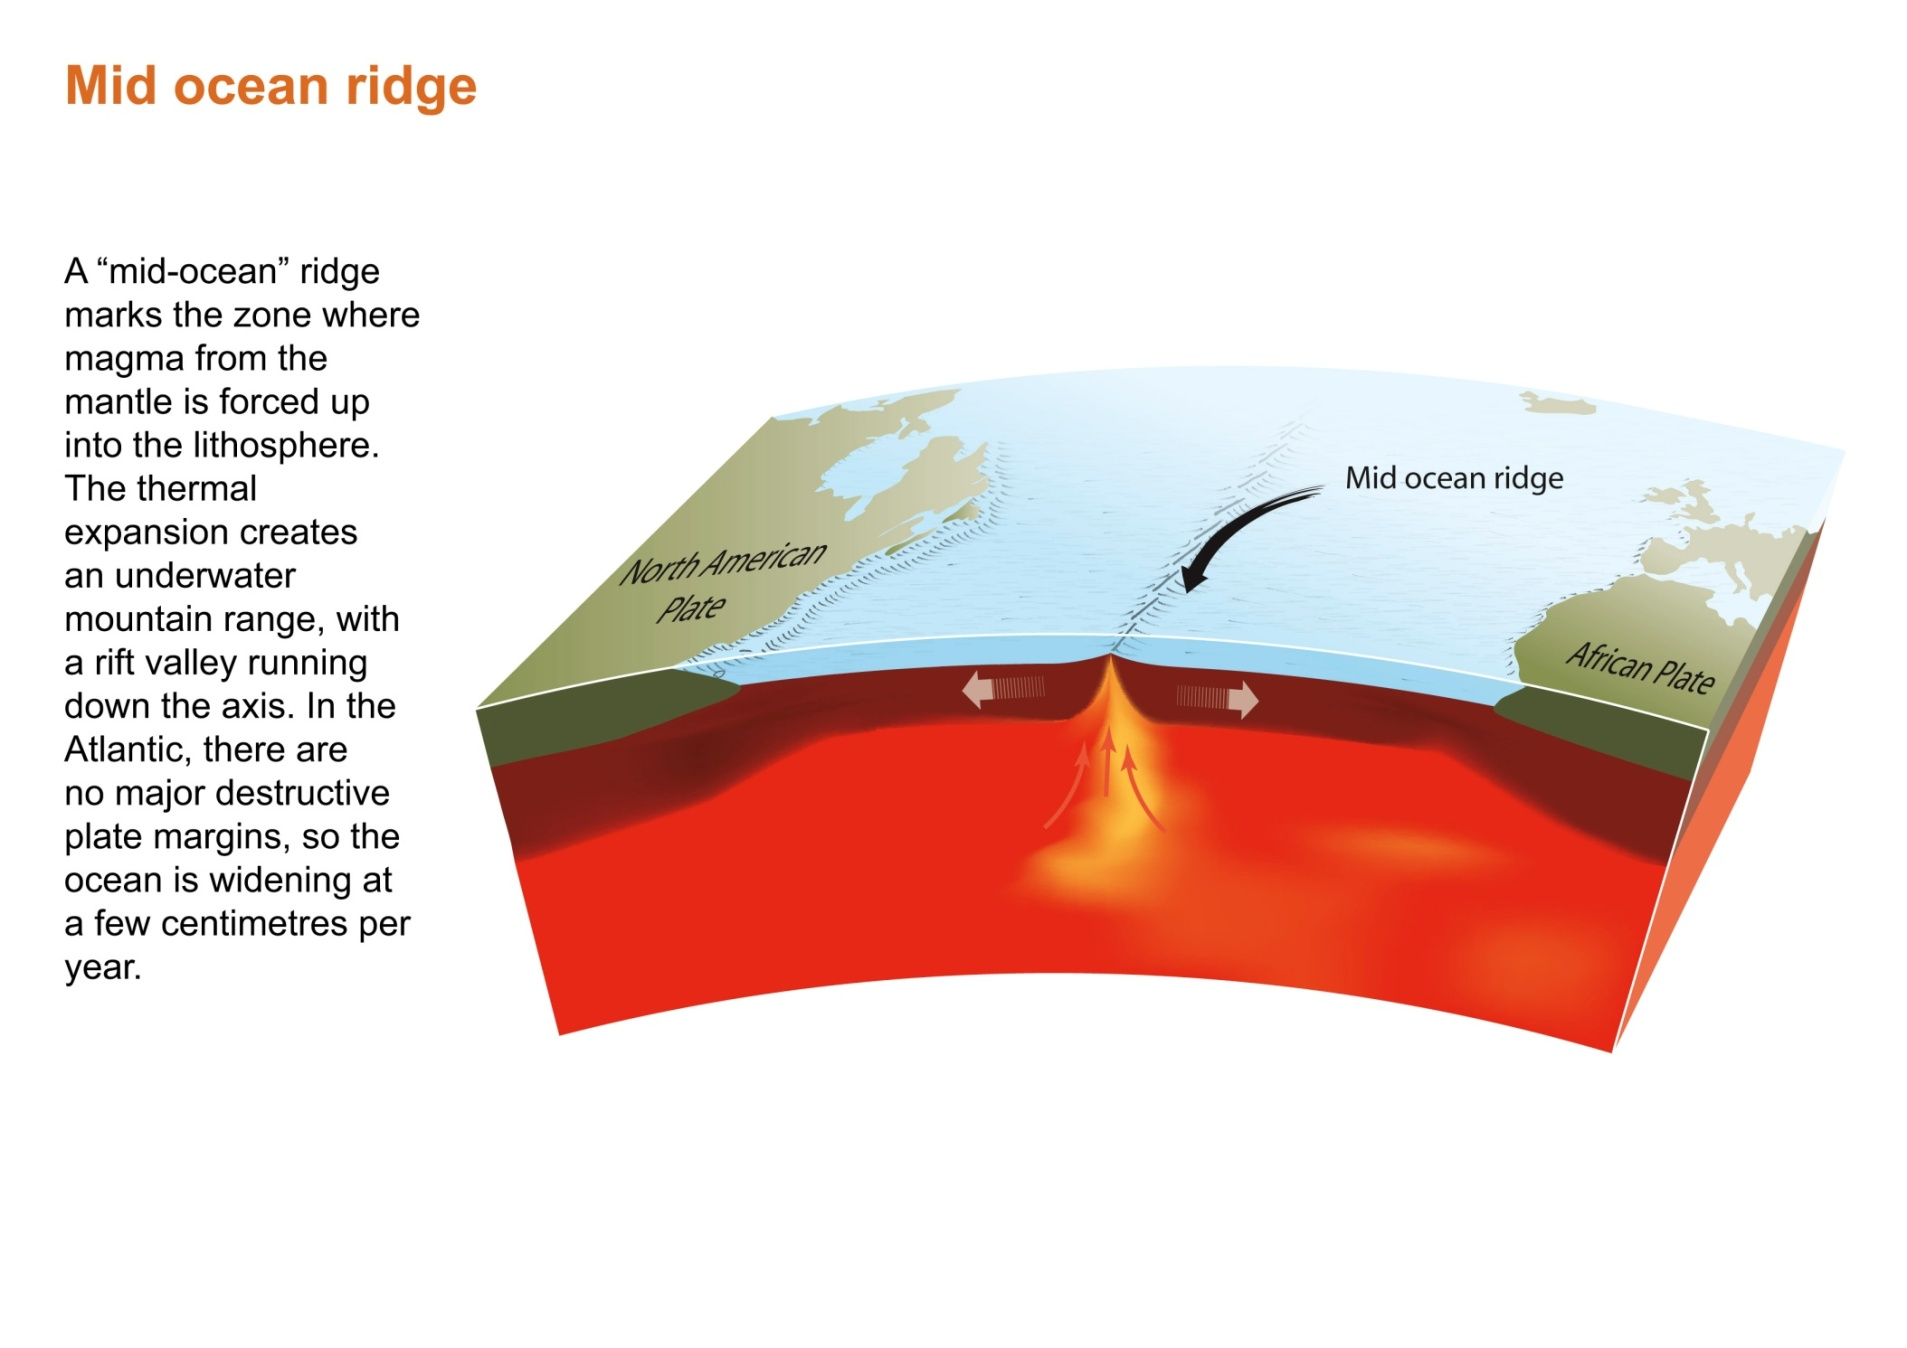 Mid ocean ridge
A “mid-ocean” ridge
marks the zone where
magma from the
mantle is forced up
into the lithosphere.
The thermal
expansion creates
an underwater
mountain range, with
a rift valley running
down the axis. In the
Atlantic, there are
no major destructive
plate margins, so the
ocean is widening at
a few centimetres per
year.
Mid ocean ridge
North American
Plate
African Plate